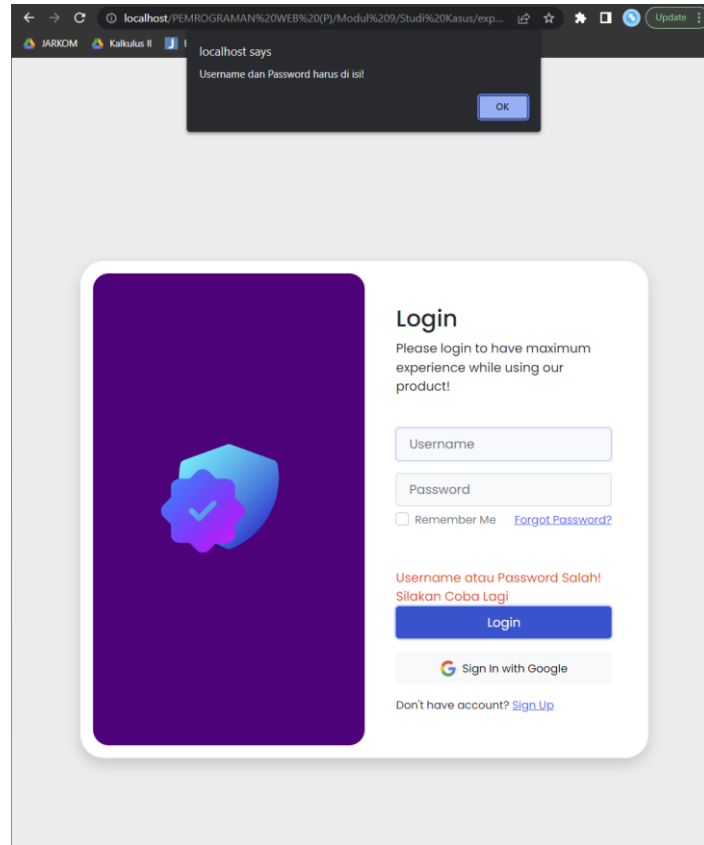 localhost/PEMROGRAMAN%20WEB%20(P)/Modul%209/Studi%20Kasus/exp...
Update
JARKOM
Kalkulus II
localhost says
Username dan Password harus di isi!
OK
Login
Please login to have maximum
experience while using our
product!
Username
Password
Remember Me Forgot Password?
Username atau Password Salah!
Silakan Coba Lagi
Login
Sign In with Google
Don't have account? Sign Up